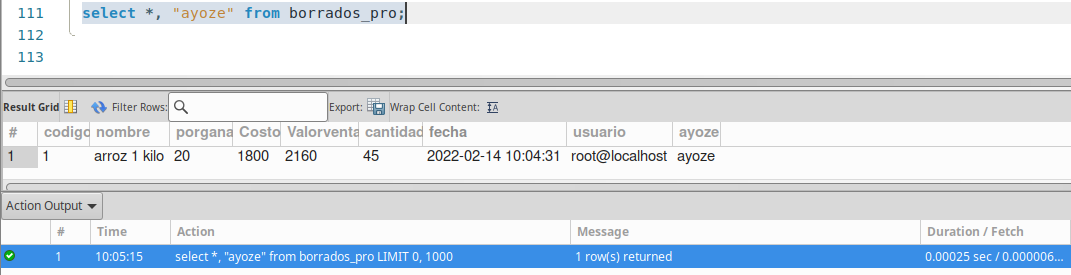 111 select *, "ayoze" from borrados_pro;
112
113
Result Grid Filter Rows: Export: Wrap Cell Content:
# codigo nombre porgana Costo Valorventa cantidad fecha usuario ayoze
1 1 arroz 1 kilo 20 1800 2160 45 2022-02-14 10:04:31 root@localhost ayoze
Action Output
# Time Action Message Duration / Fetch
1 10:05:15 select *, "ayoze" from borrados_pro LIMIT 0, 1000 1 row(s) returned 0.00025 sec / 0.000006...